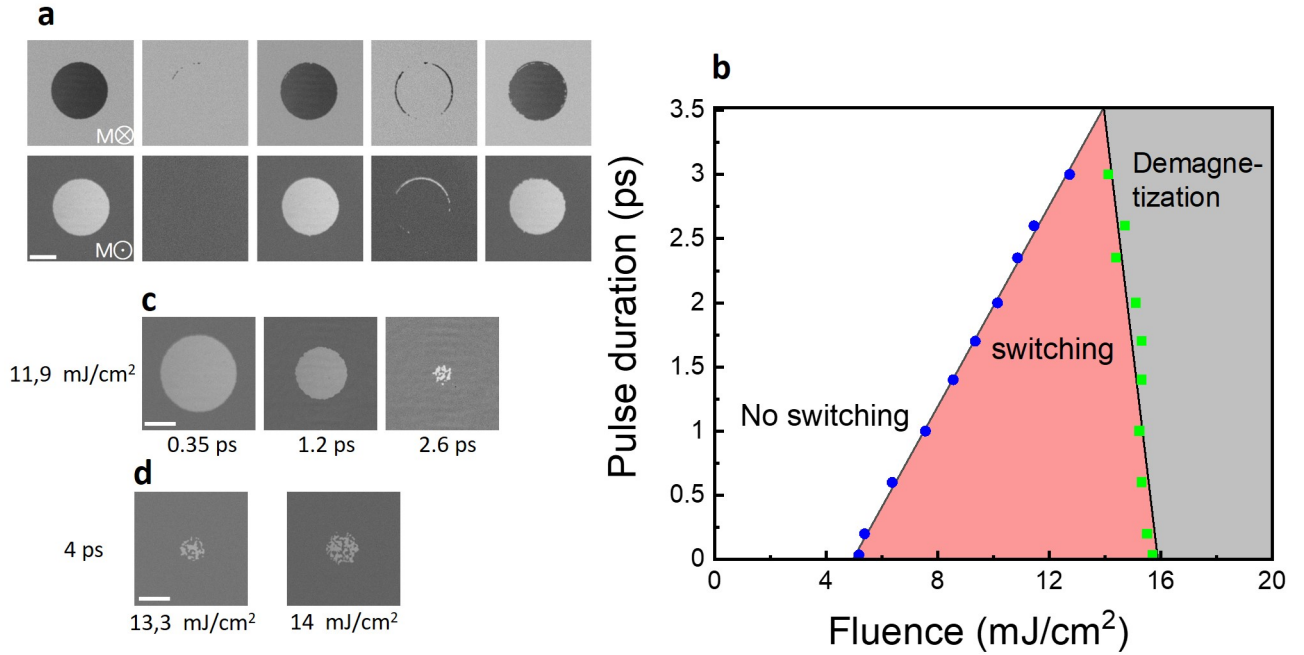 a
M⊗
M⊙
c
11,9 mJ/cm²
0.35 ps
1.2 ps
2.6 ps
d
4 ps
13,3 mJ/cm²
14 mJ/cm²
b
Pulse duration (ps)
3.5
3
2.5
2
1.5
1
0.5
0
Demagne-
tization
switching
No switching
0 4 8 12 16 20
Fluence (mJ/cm²)